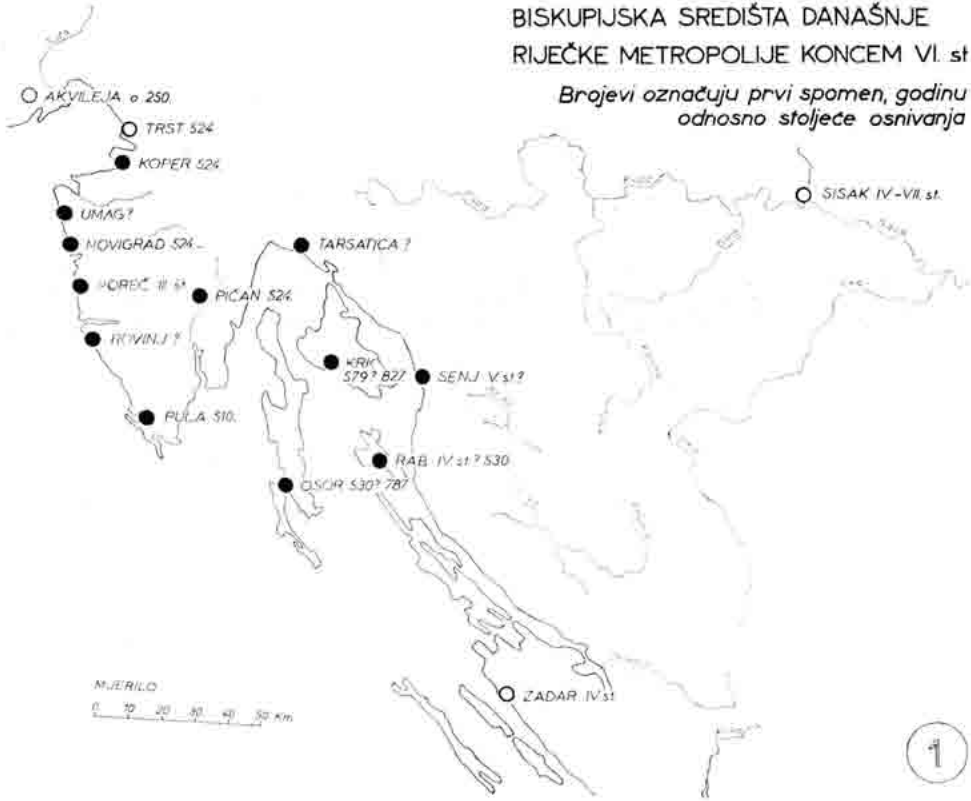 BISKUPIJSKA SREDIŠTA DANAŠNJE
RIJEČKE METROPOLIJE KONCEM VI. st
Brojevi označuju prvi spomen, godinu
odnosno stoljeće osnivanja
AKVILEJA o. 250.
TRST 524
KOPER 524
SISAK IV-VII. st.
UMAG ?
NOVIGRAD 524
TARSATICA ?
POREČ III. st.
PIĆAN 524.
ROVINJ ?
KRK
579? 827.
SENJ V. st ?
PULA 510.
RAB IV. st ? 530
OSOR 530? 787
ZADAR IV. st
MJERILO
0 10 20 30 40 50 Km
1